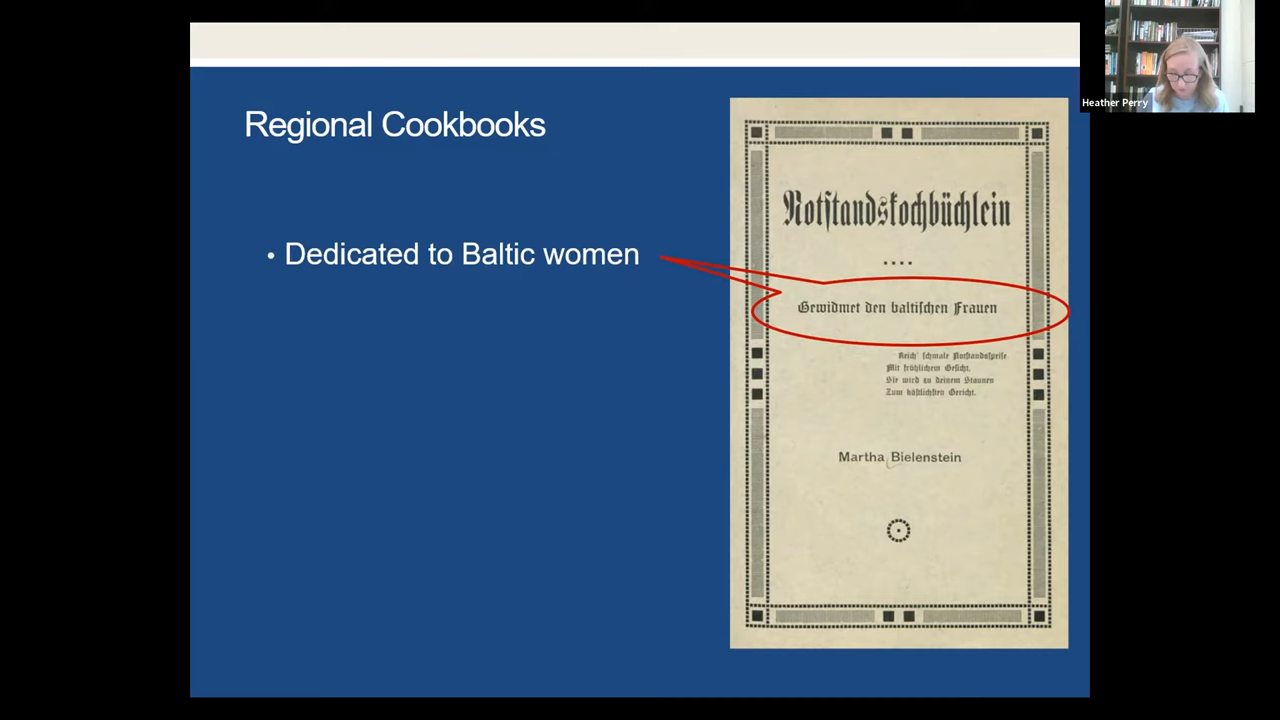 Regional Cookbooks
• Dedicated to Baltic women
Notſtandskochbüchlein
Gewidmet den baltiſchen Frauen
Reich' ſchmale Notſtandsſpeiſe
Mit fröhlichem Geſicht,
Sie wird zu deinem Staunen
Zum köſtlichſten Gericht.
Martha Bielenstein
Heather Perry